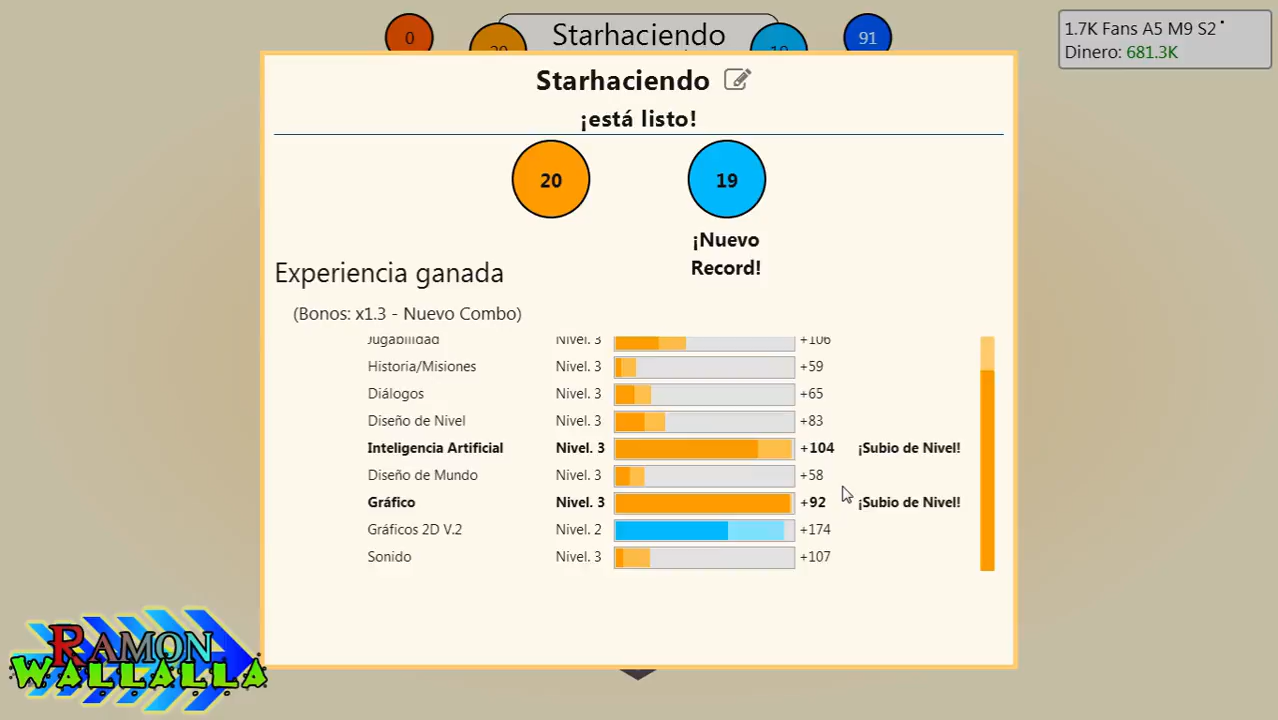 0
Starhaciendo
91
1.7K Fans A5 M9 S2
Dinero: 681.3K
Starhaciendo
¡está listo!
20
19
¡Nuevo
Record!
Experiencia ganada
(Bonos: x1.3 - Nuevo Combo)
Jugabilidad Nivel. 3 +106
Historia/Misiones Nivel. 3 +59
Diálogos Nivel. 3 +65
Diseño de Nivel Nivel. 3 +83
Inteligencia Artificial Nivel. 3 +104 ¡Subio de Nivel!
Diseño de Mundo Nivel. 3 +58
Gráfico Nivel. 3 +92 ¡Subio de Nivel!
Gráficos 2D V.2 Nivel. 2 +174
Sonido Nivel. 3 +107
RAMON
WALLALLA